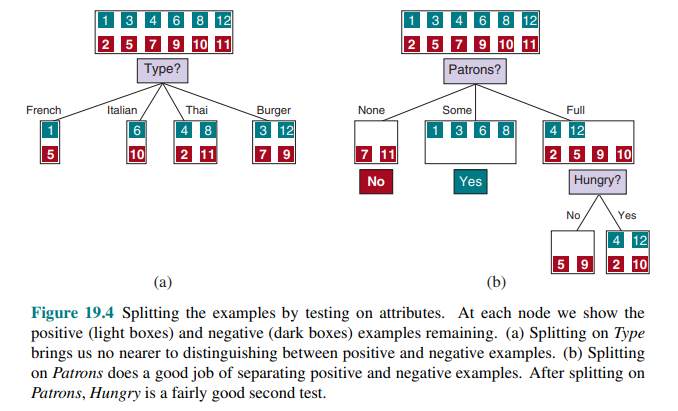 1 3 4 6 8 12
2 5 7 9 10 11
Type?
French Italian Thai Burger
1 6 4 8 3 12
5 10 2 11 7 9
(a)
1 3 4 6 8 12
2 5 7 9 10 11
Patrons?
None Some Full
1 3 6 8 4 12
7 11 2 5 9 10
No Yes Hungry?
No Yes
4 12
5 9 2 10
(b)
Figure 19.4 Splitting the examples by testing on attributes. At each node we show the
positive (light boxes) and negative (dark boxes) examples remaining. (a) Splitting on Type
brings us no nearer to distinguishing between positive and negative examples. (b) Splitting
on Patrons does a good job of separating positive and negative examples. After splitting on
Patrons, Hungry is a fairly good second test.